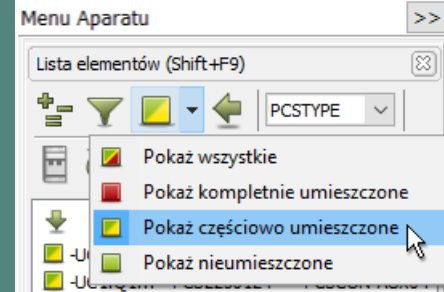 Menu Aparatu >>
Lista elementów (Shift+F9)
PCSTYPE
Pokaż wszystkie
Pokaż kompletnie umieszczone
Pokaż częściowo umieszczone
Pokaż nieumieszczone